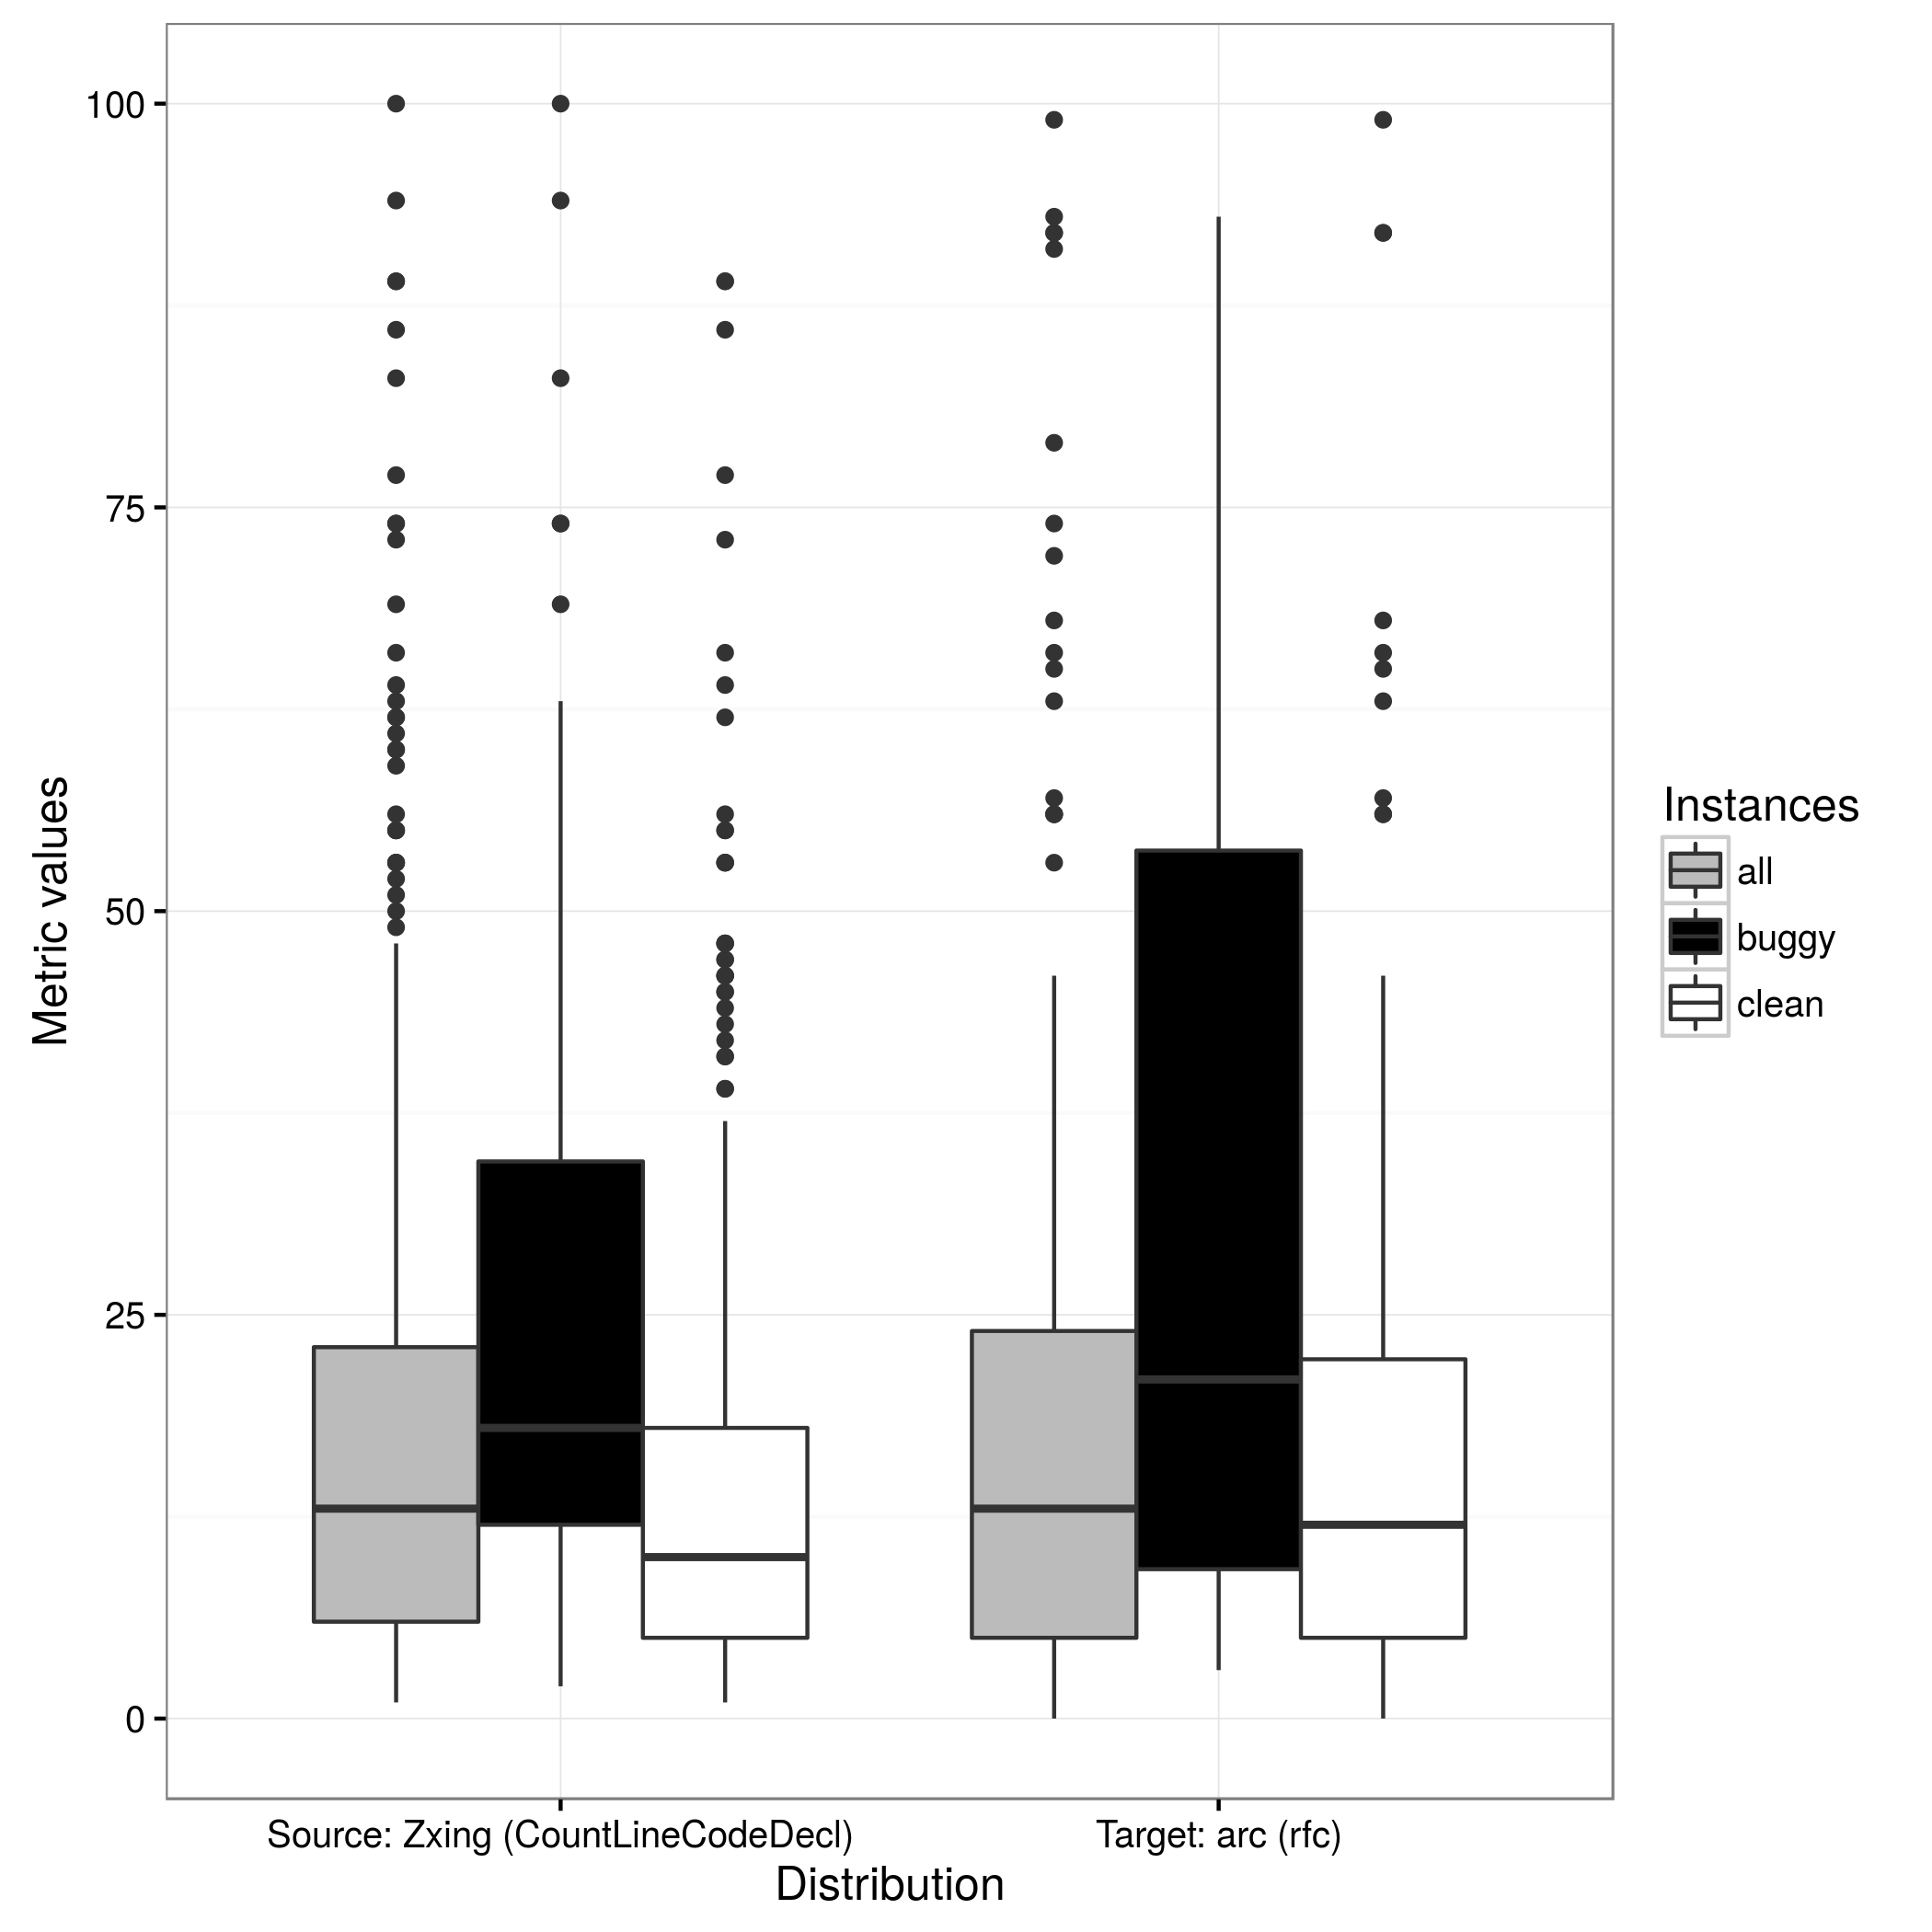 100
75
50
25
0
Metric values
Source: Zxing (CountLineCodeDecl)
Target: arc (rfc)
Distribution
Instances
all
buggy
clean